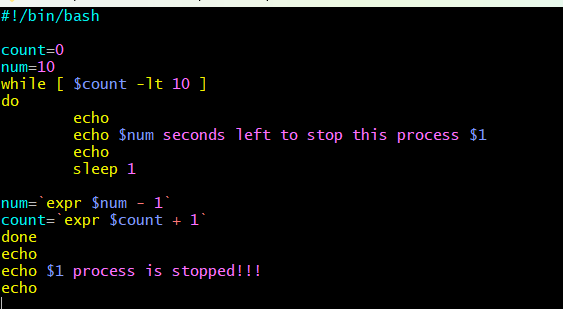 #!/bin/bash

count=0
num=10
while [ $count -lt 10 ]
do
        echo
        echo $num seconds left to stop this process $1
        echo
        sleep 1

num=`expr $num - 1`
count=`expr $count + 1`
done
echo
echo $1 process is stopped!!!
echo